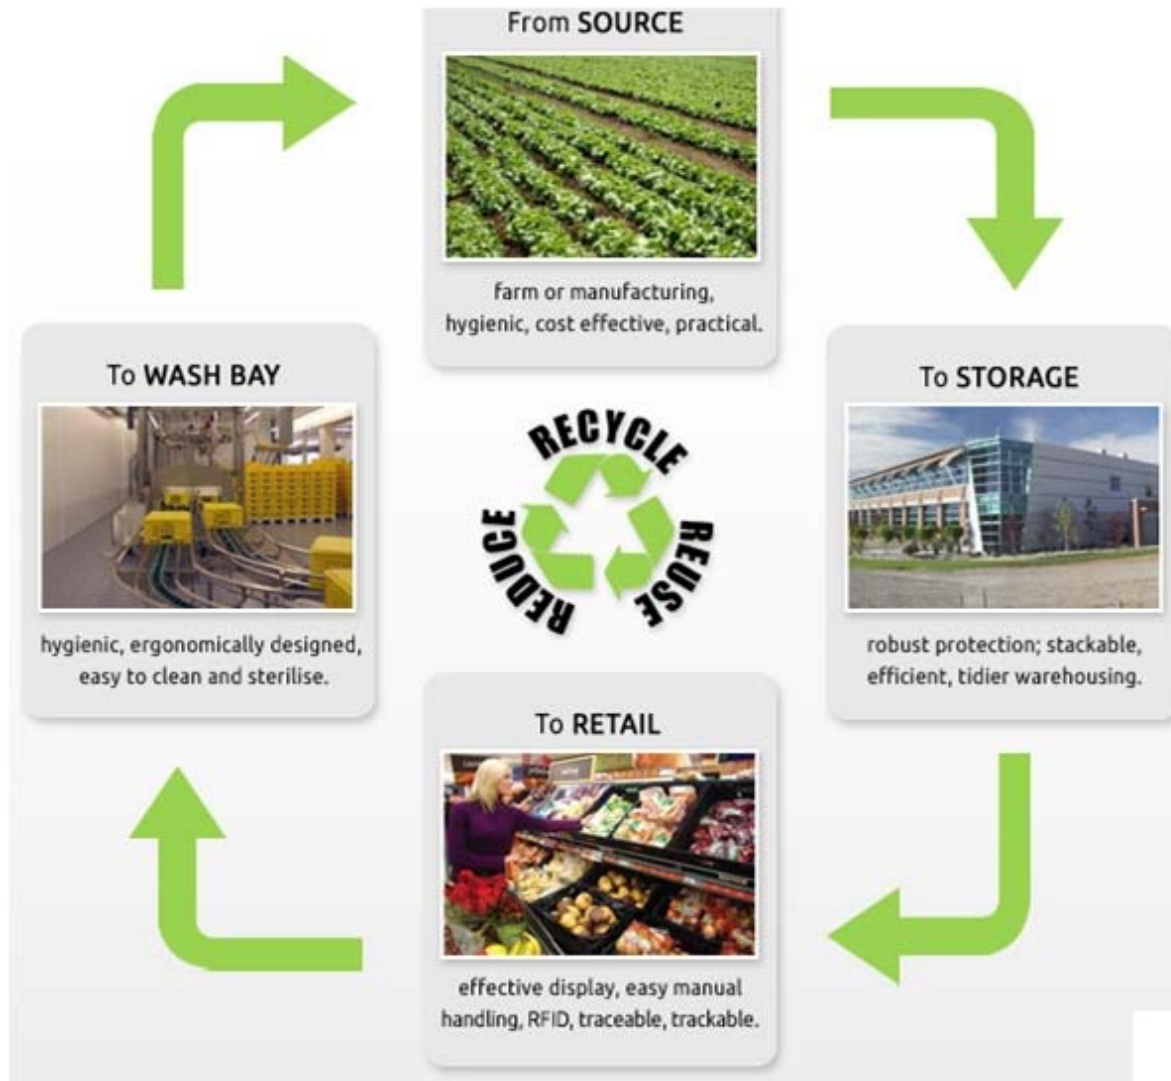 From SOURCE
farm or manufacturing,
hygienic, cost effective, practical.
To WASH BAY
hygienic, ergonomically designed,
easy to clean and sterilise.
RECYCLE
REUSE
REDUCE
To STORAGE
robust protection; stackable,
efficient, tidier warehousing.
To RETAIL
effective display, easy manual
handling, RFID, traceable, trackable.